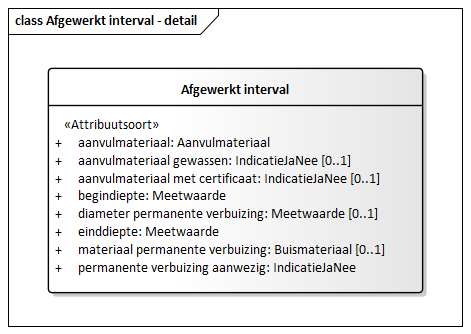 class Afgewerkt interval - detail
Afgewerkt interval
«Attribuutsoort»
+ aanvulmateriaal: Aanvulmateriaal
+ aanvulmateriaal gewassen: IndicatieJaNee [0..1]
+ aanvulmateriaal met certificaat: IndicatieJaNee [0..1]
+ begindiepte: Meetwaarde
+ diameter permanente verbuizing: Meetwaarde [0..1]
+ einddiepte: Meetwaarde
+ materiaal permanente verbuizing: Buismateriaal [0..1]
+ permanente verbuizing aanwezig: IndicatieJaNee